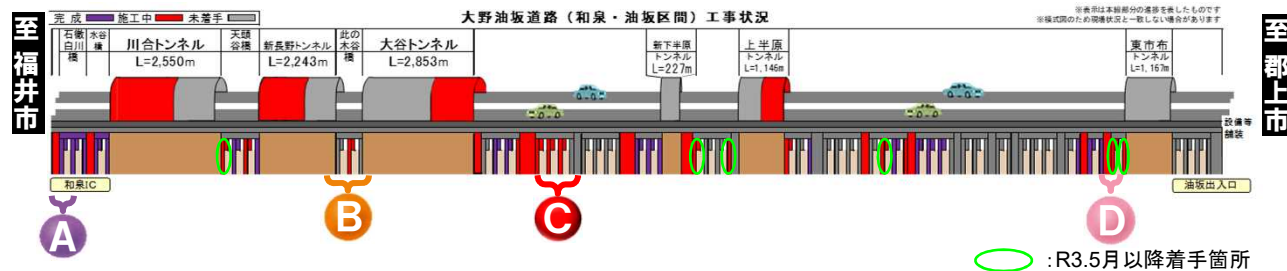 完 成 施工中 未着手
大野油坂道路（和泉・油坂区間）工事状況
※表示は本線部分の進捗を表したものです
※模式図のため現場状況と一致しない場合があります
至 福井市
至 郡上市
石徹白川橋
水谷橋
川合トンネル
L=2,550m
天頭谷橋
新長野トンネル
L=2,243m
此の木谷橋
大谷トンネル
L=2,853m
新下半原
トンネル
L=227m
上半原
トンネル
L=1,146m
東市布
トンネル
L=1,167m
設備等
舗装
和泉IC
油坂出入口
A
B
C
D
：R3.5月以降着手箇所